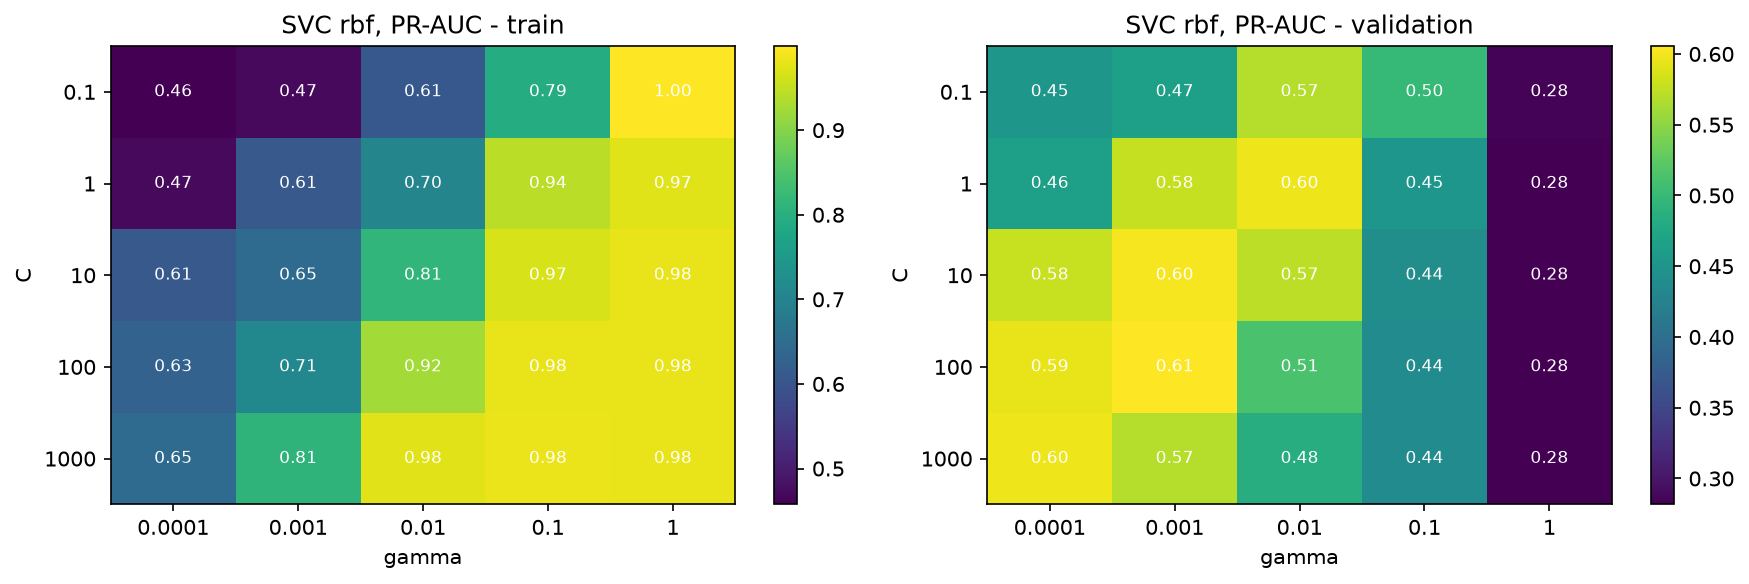 SVC rbf, PR-AUC - train
C
0.1 0.46 0.47 0.61 0.79 1.00
1 0.47 0.61 0.70 0.94 0.97
10 0.61 0.65 0.81 0.97 0.98
100 0.63 0.71 0.92 0.98 0.98
1000 0.65 0.81 0.98 0.98 0.98
0.0001 0.001 0.01 0.1 1
gamma
0.9
0.8
0.7
0.6
0.5
SVC rbf, PR-AUC - validation
C
0.1 0.45 0.47 0.57 0.50 0.28
1 0.46 0.58 0.60 0.45 0.28
10 0.58 0.60 0.57 0.44 0.28
100 0.59 0.61 0.51 0.44 0.28
1000 0.60 0.57 0.48 0.44 0.28
0.0001 0.001 0.01 0.1 1
gamma
0.60
0.55
0.50
0.45
0.40
0.35
0.30